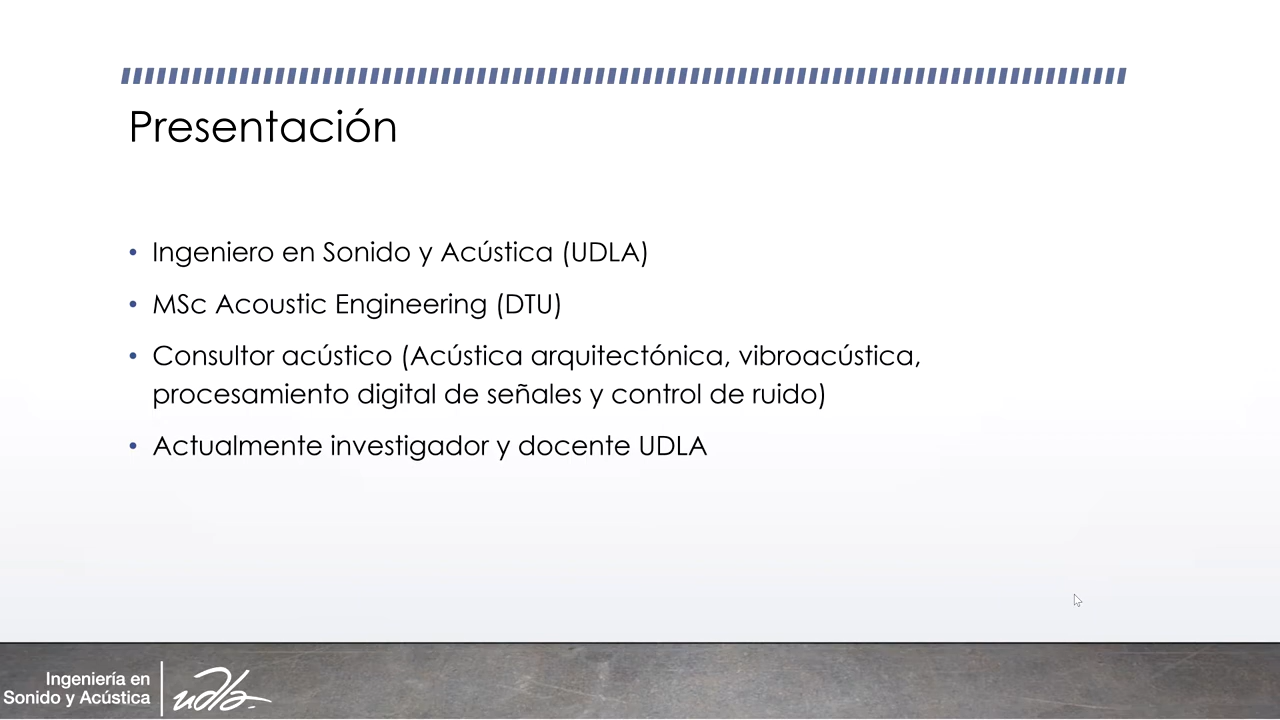 Presentación
• Ingeniero en Sonido y Acústica (UDLA)
• MSc Acoustic Engineering (DTU)
• Consultor acústico (Acústica arquitectónica, vibroacústica,
procesamiento digital de señales y control de ruido)
• Actualmente investigador y docente UDLA
Ingeniería en
Sonido y Acústica
udla-